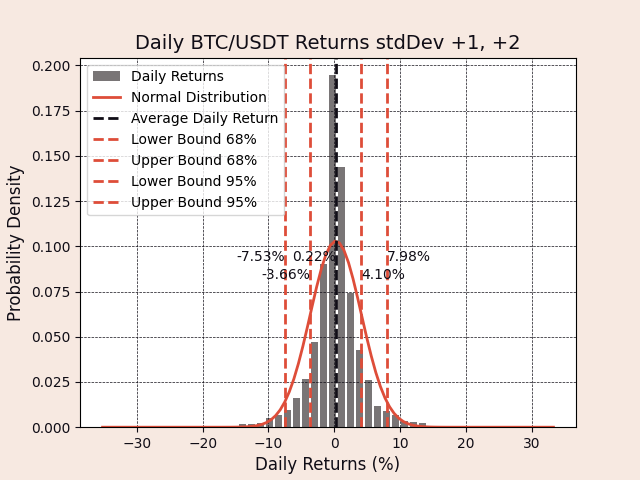 Daily BTC/USDT Returns stdDev +1, +2
Probability Density
0.200
0.175
0.150
0.125
0.100
0.075
0.050
0.025
0.000
Daily Returns
Normal Distribution
Average Daily Return
Lower Bound 68%
Upper Bound 68%
Lower Bound 95%
Upper Bound 95%
-7.53% 0.22% 7.98%
-3.66% 4.10%
−30 −20 −10 0 10 20 30
Daily Returns (%)